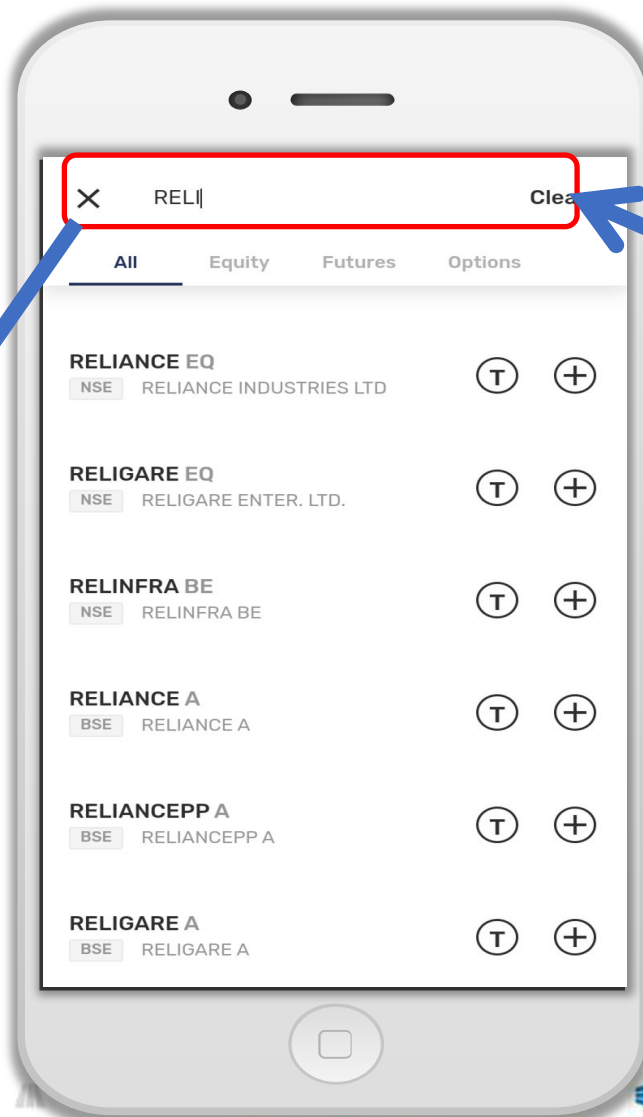 RELI Clea
All Equity Futures Options
RELIANCE EQ
NSE RELIANCE INDUSTRIES LTD
T
RELIGARE EQ
NSE RELIGARE ENTER. LTD.
T
RELINFRA BE
NSE RELINFRA BE
T
RELIANCE A
BSE RELIANCE A
T
RELIANCEPP A
BSE RELIANCEPP A
T
RELIGARE A
BSE RELIGARE A
T